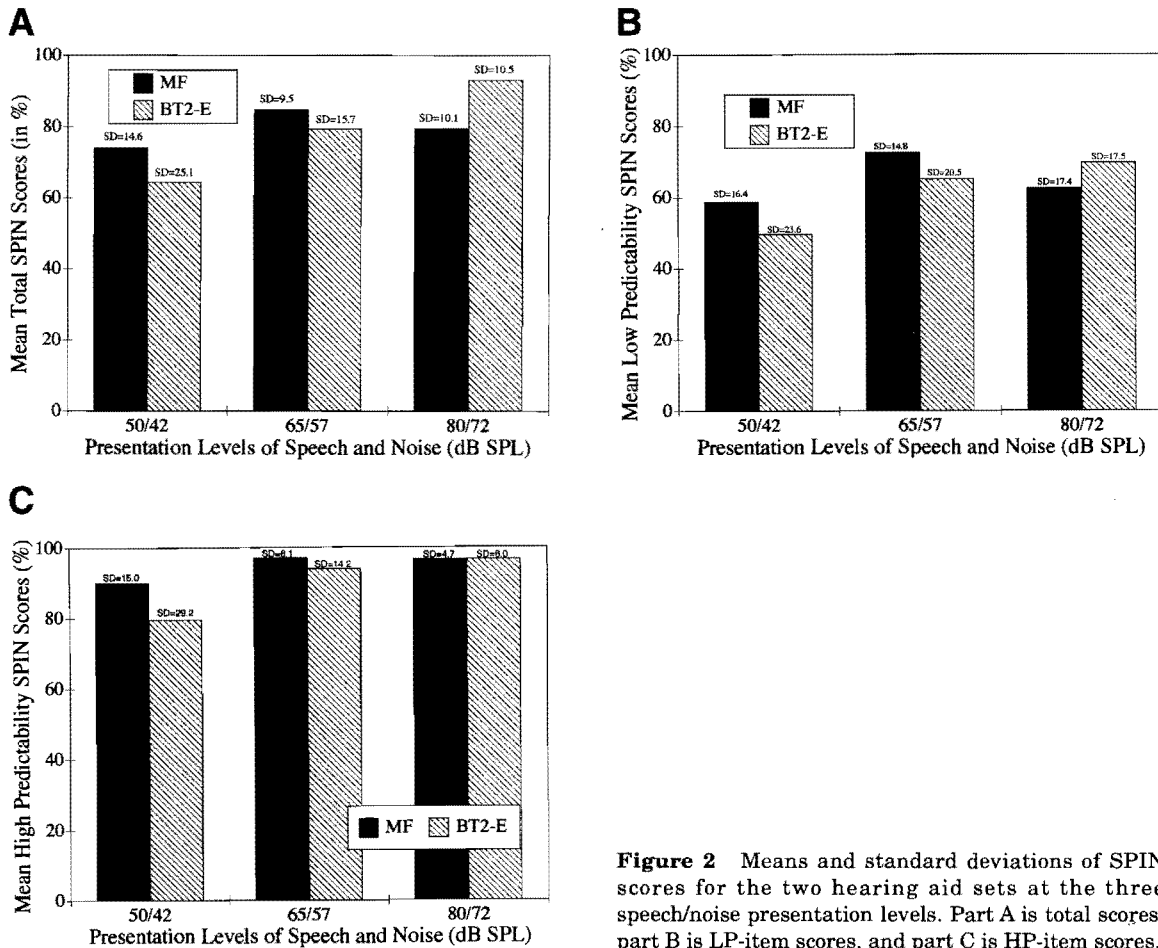 A
Mean Total SPIN Scores (in %)
100
80
60
40
20
0
MF
BT2-E
SD=14.6
SD=25.1
SD=9.5
SD=15.7
SD=10.1
SD=10.5
50/42
65/57
80/72
Presentation Levels of Speech and Noise (dB SPL)
B
Mean Low Predictability SPIN Scores (%)
100
80
60
40
20
0
MF
BT2-E
SD=16.4
SD=23.6
SD=14.8
SD=20.5
SD=17.4
SD=17.5
50/42
65/57
80/72
Presentation Levels of Speech and Noise (dB SPL)
C
Mean High Predictability SPIN Scores (%)
100
80
60
40
20
0
SD=15.0
SD=29.2
SD=6.1
SD=14.2
SD=4.7
SD=6.0
MF
BT2-E
50/42
65/57
80/72
Presentation Levels of Speech and Noise (dB SPL)
Figure 2 Means and standard deviations of SPIN
scores for the two hearing aid sets at the three
speech/noise presentation levels. Part A is total scores,
part B is LP-item scores, and part C is HP-item scores.